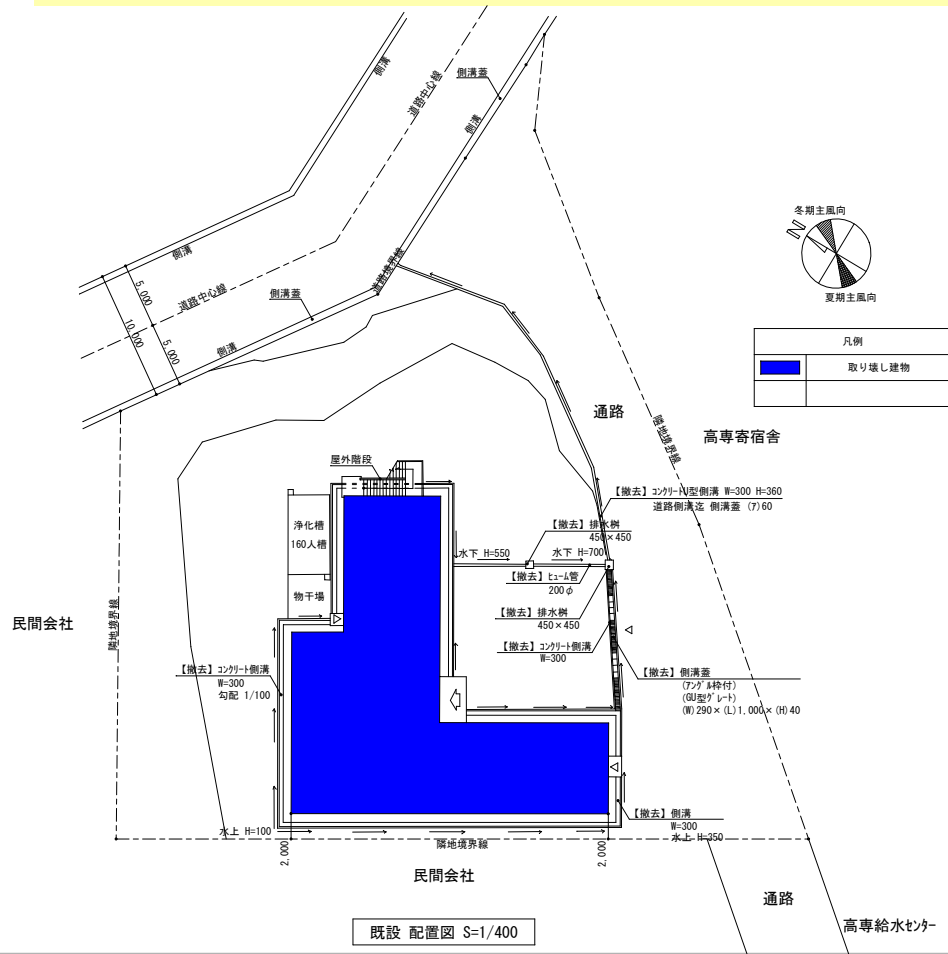 側溝
道路中心線
側溝蓋
側溝
冬期主風向
N
夏期主風向
凡例
取り壊し建物
側溝
道路境界線
5,000
道路中心線
側溝蓋
10,000
5,000
側溝
通路
隣地境界線
高専寄宿舎
屋外階段
【撤去】コンクリートU型側溝 W=300 H=360
道路側溝迄 側溝蓋 (ア)60
浄化槽
160人槽
【撤去】排水桝
450×450
水下 H=550
水下 H=700
【撤去】ヒューム管
200φ
物干場
【撤去】排水桝
450×450
民間会社
隣地境界線
【撤去】コンクリート側溝
W=300
【撤去】コンクリート側溝
W=300
勾配 1/100
【撤去】側溝蓋
(アングル枠付)
(GU型グレート)
(W)290×(L)1,000×(H)40
【撤去】側溝
W=300
水上 H=350
水上 H=100
隣地境界線
2,000
2,000
民間会社
通路
高専給水センター
既設 配置図 S=1/400